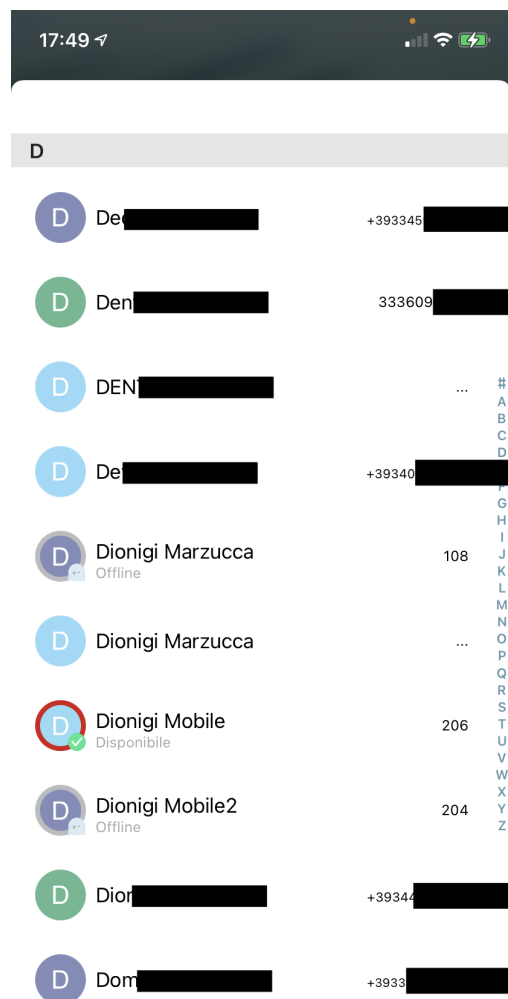 17:49
D
D De +393345
D Den 333609
D DEN ...
D De +39340
D Dionigi Marzucca 108
Offline
D Dionigi Marzucca ...
D Dionigi Mobile 206
Disponibile
D Dionigi Mobile2 204
Offline
D Dior +39344
D Dom +3933
#
A
B
C
D
G
H
I
J
K
L
M
N
O
P
Q
R
S
T
U
V
W
X
Y
Z